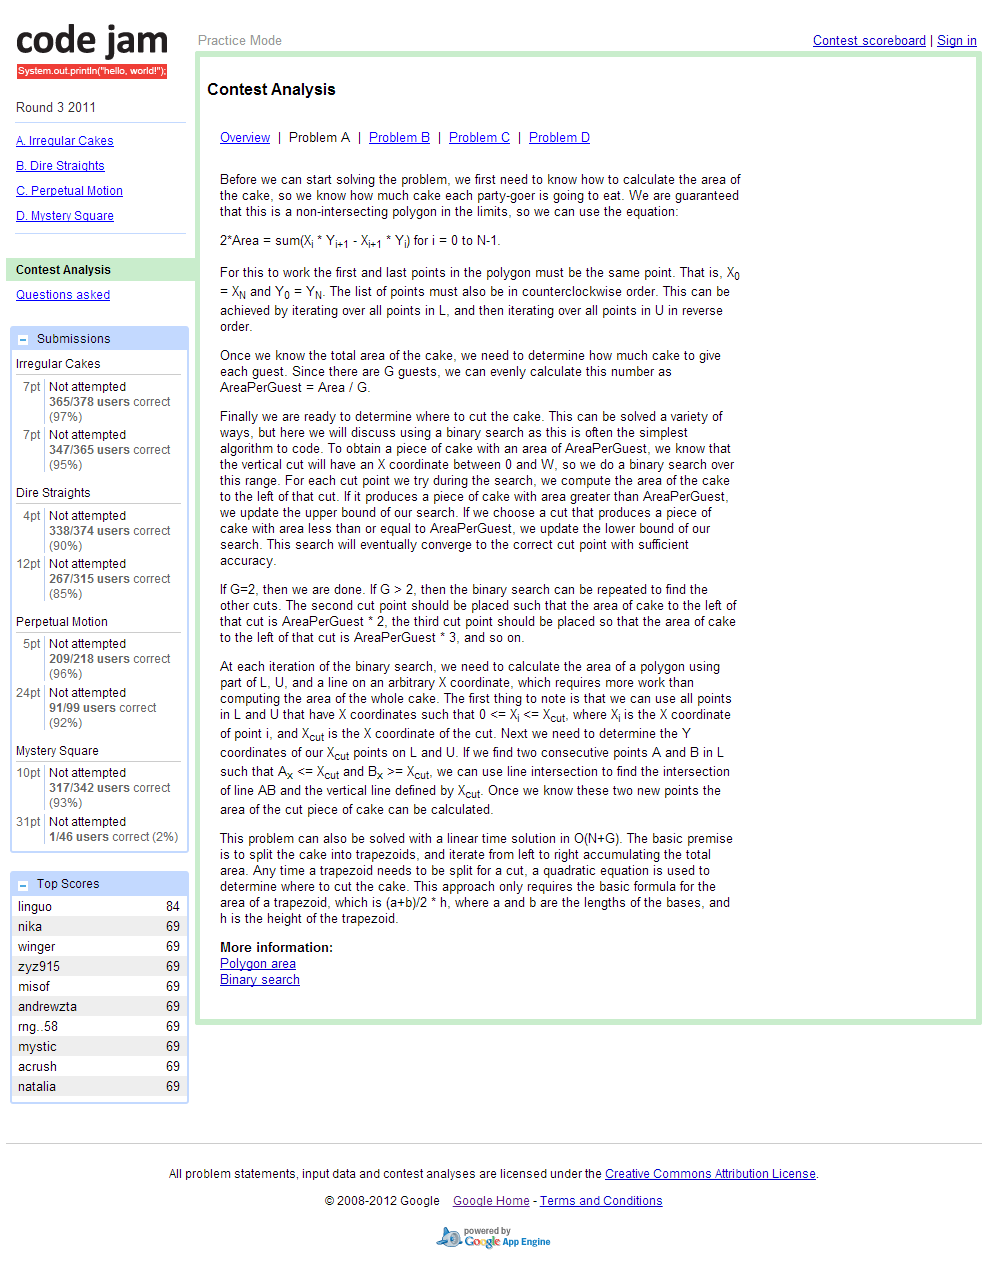 code jam
System.out.println("hello, world!");
Practice Mode
Contest scoreboard | Sign in
Round 3 2011
A. Irregular Cakes
B. Dire Straights
C. Perpetual Motion
D. Mystery Square
Contest Analysis
Questions asked
Submissions
Irregular Cakes
7pt Not attempted
365/378 users correct
(97%)
7pt Not attempted
347/365 users correct
(95%)
Dire Straights
4pt Not attempted
338/374 users correct
(90%)
12pt Not attempted
267/315 users correct
(85%)
Perpetual Motion
5pt Not attempted
209/218 users correct
(96%)
24pt Not attempted
91/99 users correct
(92%)
Mystery Square
10pt Not attempted
317/342 users correct
(93%)
31pt Not attempted
1/46 users correct (2%)
Top Scores
linguo 84
nika 69
winger 69
zyz915 69
misof 69
andrewzta 69
rng..58 69
mystic 69
acrush 69
natalia 69
Contest Analysis
Overview | Problem A | Problem B | Problem C | Problem D
Before we can start solving the problem, we first need to know how to calculate the area of
the cake, so we know how much cake each party-goer is going to eat. We are guaranteed
that this is a non-intersecting polygon in the limits, so we can use the equation:
2*Area = sum(Xi * Yi+1 - Xi+1 * Yi) for i = 0 to N-1.
For this to work the first and last points in the polygon must be the same point. That is, X0
= XN and Y0 = YN. The list of points must also be in counterclockwise order. This can be
achieved by iterating over all points in L, and then iterating over all points in U in reverse
order.
Once we know the total area of the cake, we need to determine how much cake to give
each guest. Since there are G guests, we can evenly calculate this number as
AreaPerGuest = Area / G.
Finally we are ready to determine where to cut the cake. This can be solved a variety of
ways, but here we will discuss using a binary search as this is often the simplest
algorithm to code. To obtain a piece of cake with an area of AreaPerGuest, we know that
the vertical cut will have an X coordinate between 0 and W, so we do a binary search over
this range. For each cut point we try during the search, we compute the area of the cake
to the left of that cut. If it produces a piece of cake with area greater than AreaPerGuest,
we update the upper bound of our search. If we choose a cut that produces a piece of
cake with area less than or equal to AreaPerGuest, we update the lower bound of our
search. This search will eventually converge to the correct cut point with sufficient
accuracy.
If G=2, then we are done. If G > 2, then the binary search can be repeated to find the
other cuts. The second cut point should be placed such that the area of cake to the left of
that cut is AreaPerGuest * 2, the third cut point should be placed so that the area of cake
to the left of that cut is AreaPerGuest * 3, and so on.
At each iteration of the binary search, we need to calculate the area of a polygon using
part of L, U, and a line on an arbitrary X coordinate, which requires more work than
computing the area of the whole cake. The first thing to note is that we can use all points
in L and U that have X coordinates such that 0 <= Xi <= Xcut, where Xi is the X coordinate
of point i, and Xcut is the X coordinate of the cut. Next we need to determine the Y
coordinates of our Xcut points on L and U. If we find two consecutive points A and B in L
such that Ax <= Xcut and Bx >= Xcut, we can use line intersection to find the intersection
of line AB and the vertical line defined by Xcut. Once we know these two new points the
area of the cut piece of cake can be calculated.
This problem can also be solved with a linear time solution in O(N+G). The basic premise
is to split the cake into trapezoids, and iterate from left to right accumulating the total
area. Any time a trapezoid needs to be split for a cut, a quadratic equation is used to
determine where to cut the cake. This approach only requires the basic formula for the
area of a trapezoid, which is (a+b)/2 * h, where a and b are the lengths of the bases, and
h is the height of the trapezoid.
More information:
Polygon area
Binary search
All problem statements, input data and contest analyses are licensed under the Creative Commons Attribution License.
© 2008-2012 Google Google Home - Terms and Conditions
powered by
Google App Engine